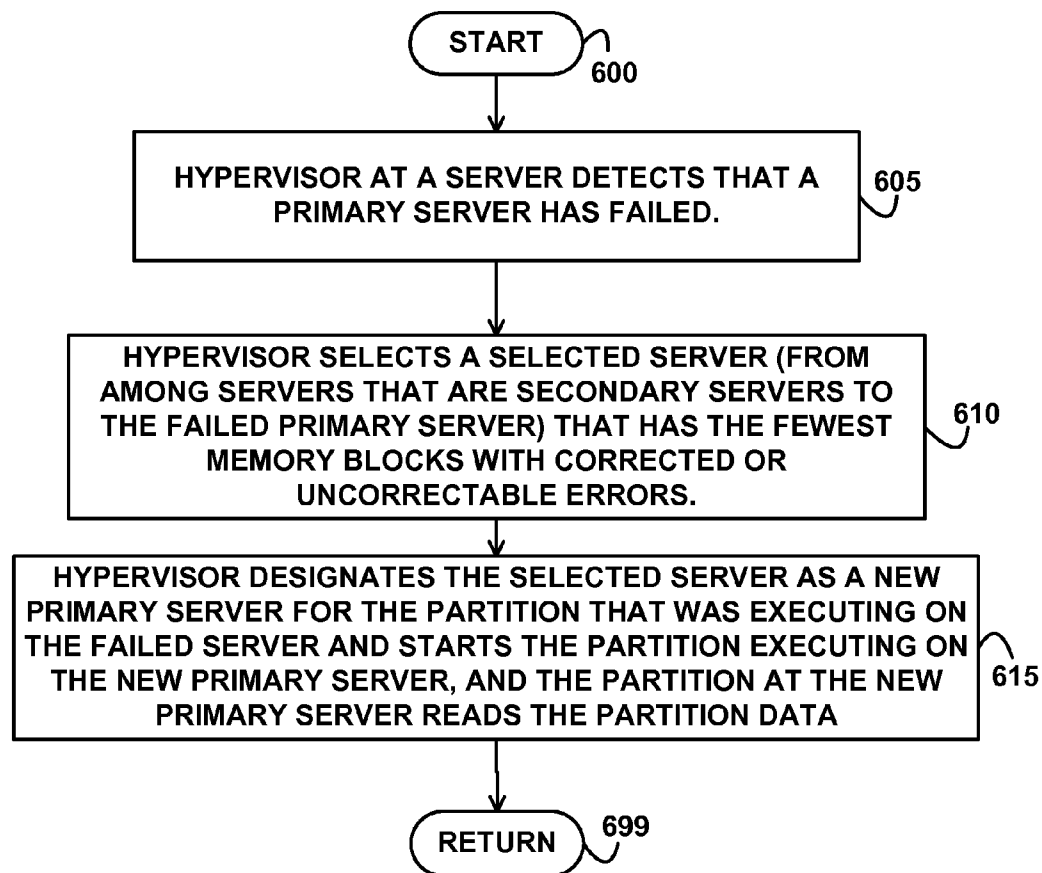 START
600
HYPERVISOR AT A SERVER DETECTS THAT A
PRIMARY SERVER HAS FAILED.
605
HYPERVISOR SELECTS A SELECTED SERVER (FROM
AMONG SERVERS THAT ARE SECONDARY SERVERS TO
THE FAILED PRIMARY SERVER) THAT HAS THE FEWEST
MEMORY BLOCKS WITH CORRECTED OR
UNCORRECTABLE ERRORS.
610
HYPERVISOR DESIGNATES THE SELECTED SERVER AS A NEW
PRIMARY SERVER FOR THE PARTITION THAT WAS EXECUTING ON
THE FAILED SERVER AND STARTS THE PARTITION EXECUTING ON
THE NEW PRIMARY SERVER, AND THE PARTITION AT THE NEW
PRIMARY SERVER READS THE PARTITION DATA
615
RETURN
699